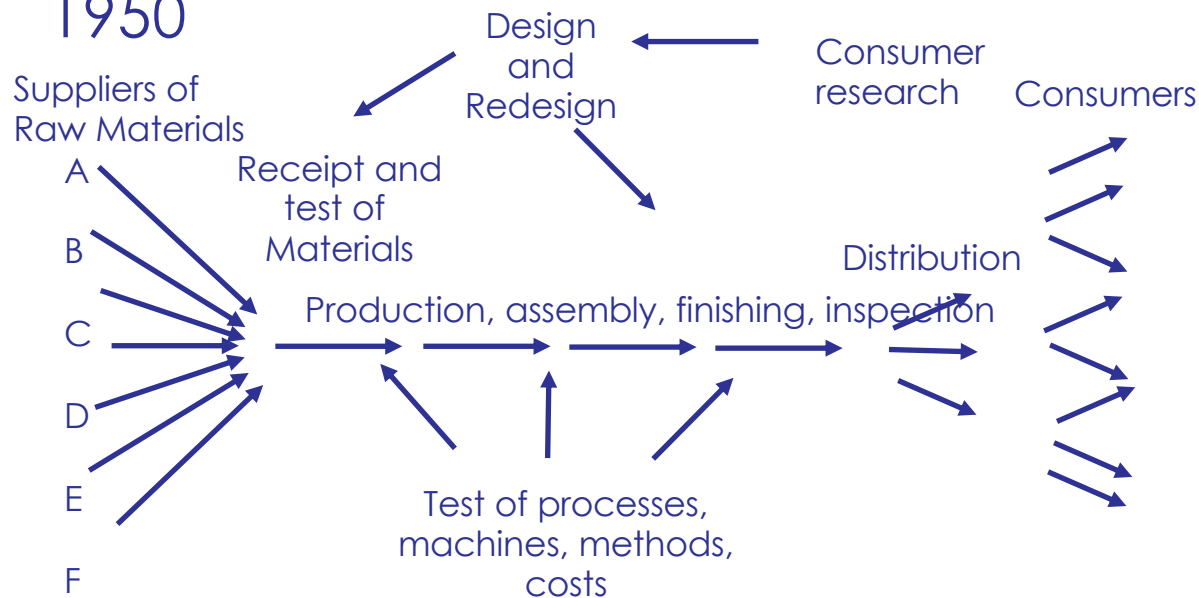 1950
Design
and
Redesign
Consumer
research
Consumers
Suppliers of
Raw Materials
A
B
C
D
E
F
Receipt and
test of
Materials
Distribution
Production, assembly, finishing, inspection
Test of processes,
machines, methods,
costs